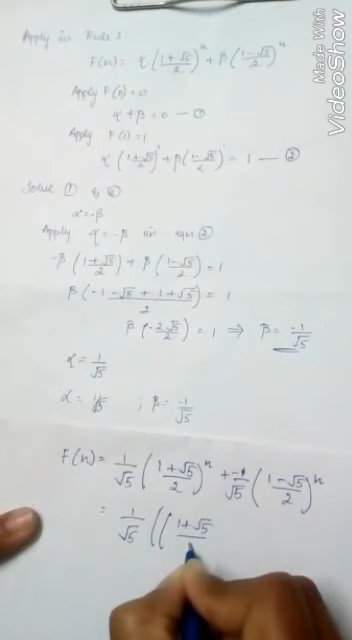 Apply in Rule 1
F(n) = α (1+√5/2)^n + β (1-√5/2)^n
Apply F(0) = 0
α + β = 0 — ①
Apply F(1) = 1
α (1+√5/2)^1 + β (1-√5/2)^1 = 1 — ②
Solve ① & ②
α = -β
Apply α = -β in eqn ②
-β (1+√5/2) + β (1-√5/2) = 1
β (-1 -√5 + 1+√5/2) = 1
β (-2√5/2) = 1 ⇒ β = -1/√5
α = 1/√5
α = 1/√5 ; β = -1/√5
F(n) = 1/√5 (1+√5/2)^n + -1/√5 (1-√5/2)^n
= 1/√5 ((1+√5
Made With
VideoShow